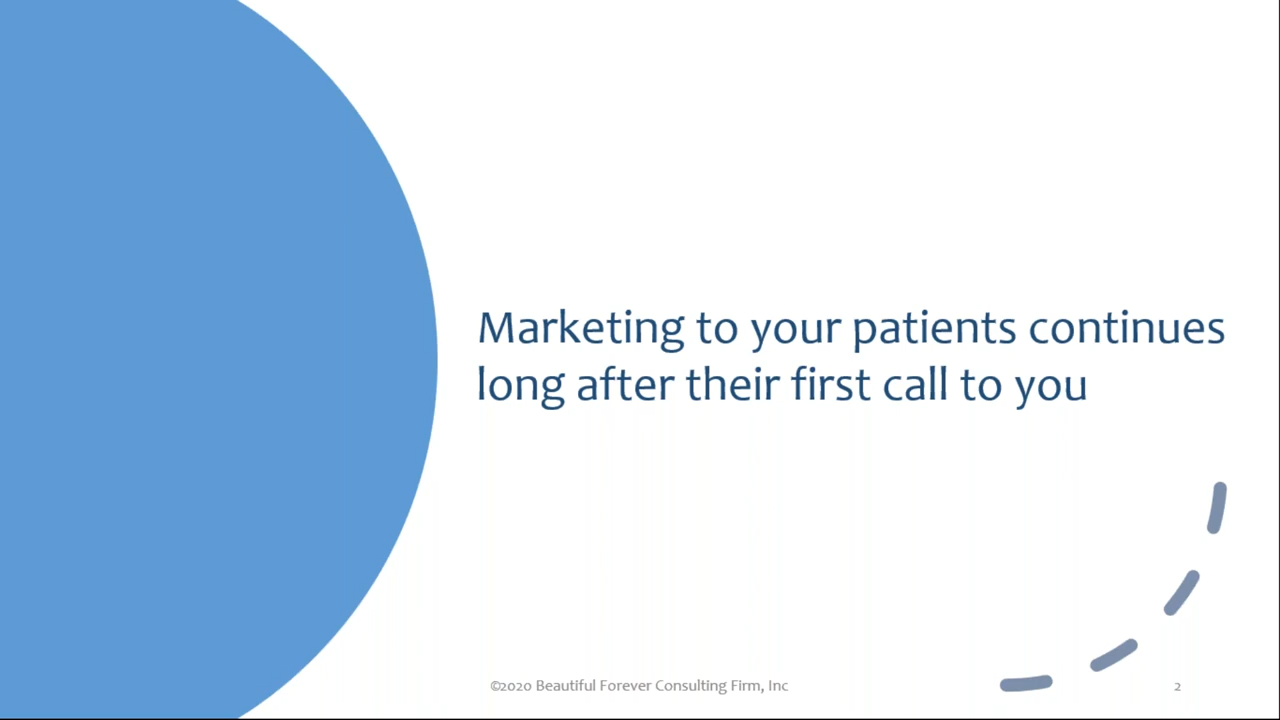 Marketing to your patients continues
long after their first call to you
©2020 Beautiful Forever Consulting Firm, Inc
2